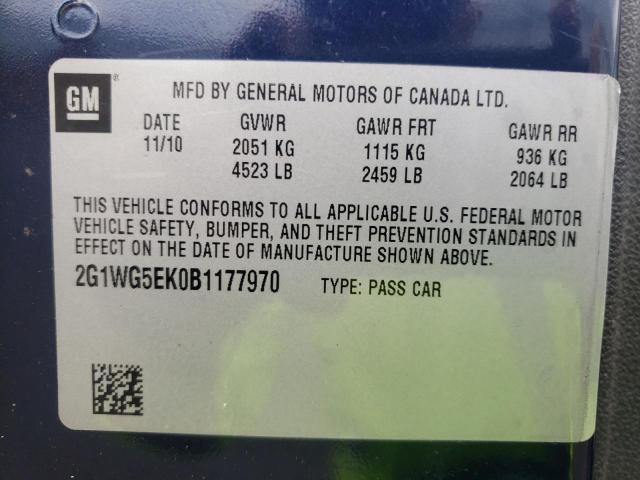 GM
®
MFD BY GENERAL MOTORS OF CANADA LTD.
DATE GVWR GAWR FRT GAWR RR
11/10 2051 KG 1115 KG 936 KG
4523 LB 2459 LB 2064 LB
THIS VEHICLE CONFORMS TO ALL APPLICABLE U.S. FEDERAL MOTOR
VEHICLE SAFETY, BUMPER, AND THEFT PREVENTION STANDARDS IN
EFFECT ON THE DATE OF MANUFACTURE SHOWN ABOVE.
2G1WG5EK0B1177970 TYPE: PASS CAR